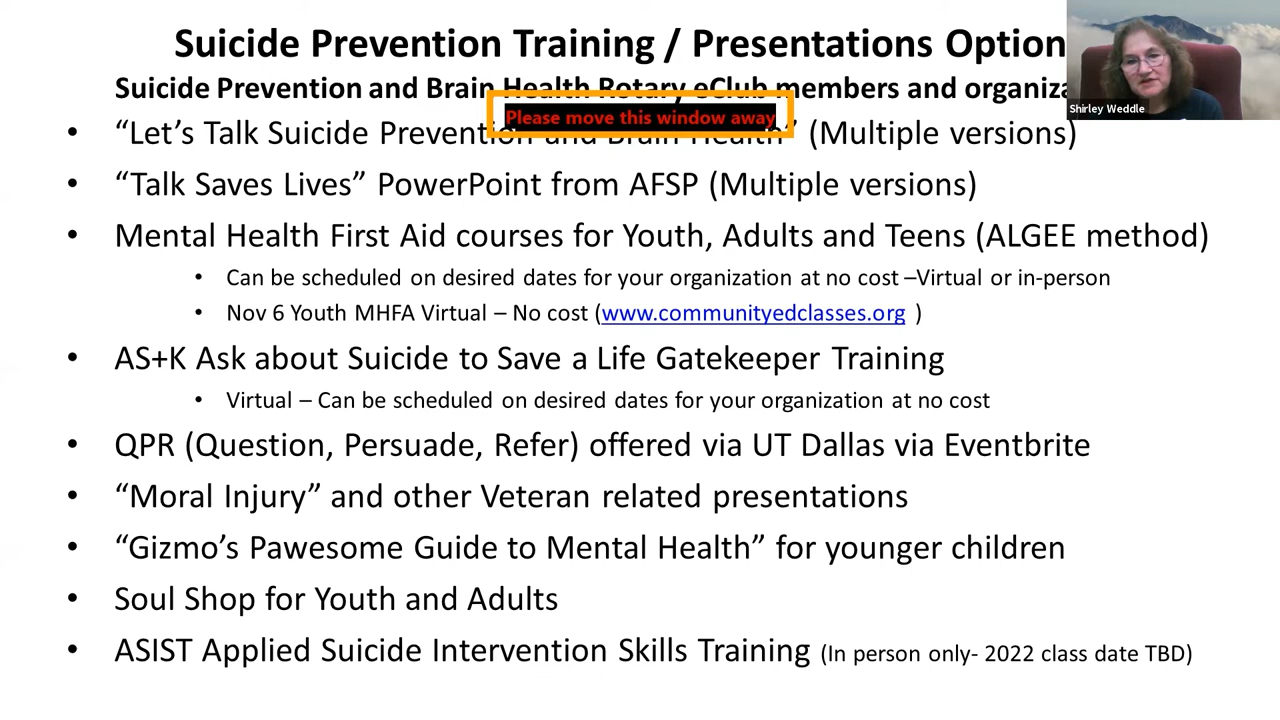 Suicide Prevention Training / Presentations Option
Suicide Prevention and Brain Health Rotary eClub members and organiza
Shirley Weddle
Please move this window away
• “Let’s Talk Suicide Prevention and Brain Health” (Multiple versions)
• “Talk Saves Lives” PowerPoint from AFSP (Multiple versions)
• Mental Health First Aid courses for Youth, Adults and Teens (ALGEE method)
• Can be scheduled on desired dates for your organization at no cost –Virtual or in-person
• Nov 6 Youth MHFA Virtual – No cost (www.communityedclasses.org )
• AS+K Ask about Suicide to Save a Life Gatekeeper Training
• Virtual – Can be scheduled on desired dates for your organization at no cost
• QPR (Question, Persuade, Refer) offered via UT Dallas via Eventbrite
• “Moral Injury” and other Veteran related presentations
• “Gizmo’s Pawesome Guide to Mental Health” for younger children
• Soul Shop for Youth and Adults
• ASIST Applied Suicide Intervention Skills Training (In person only- 2022 class date TBD)